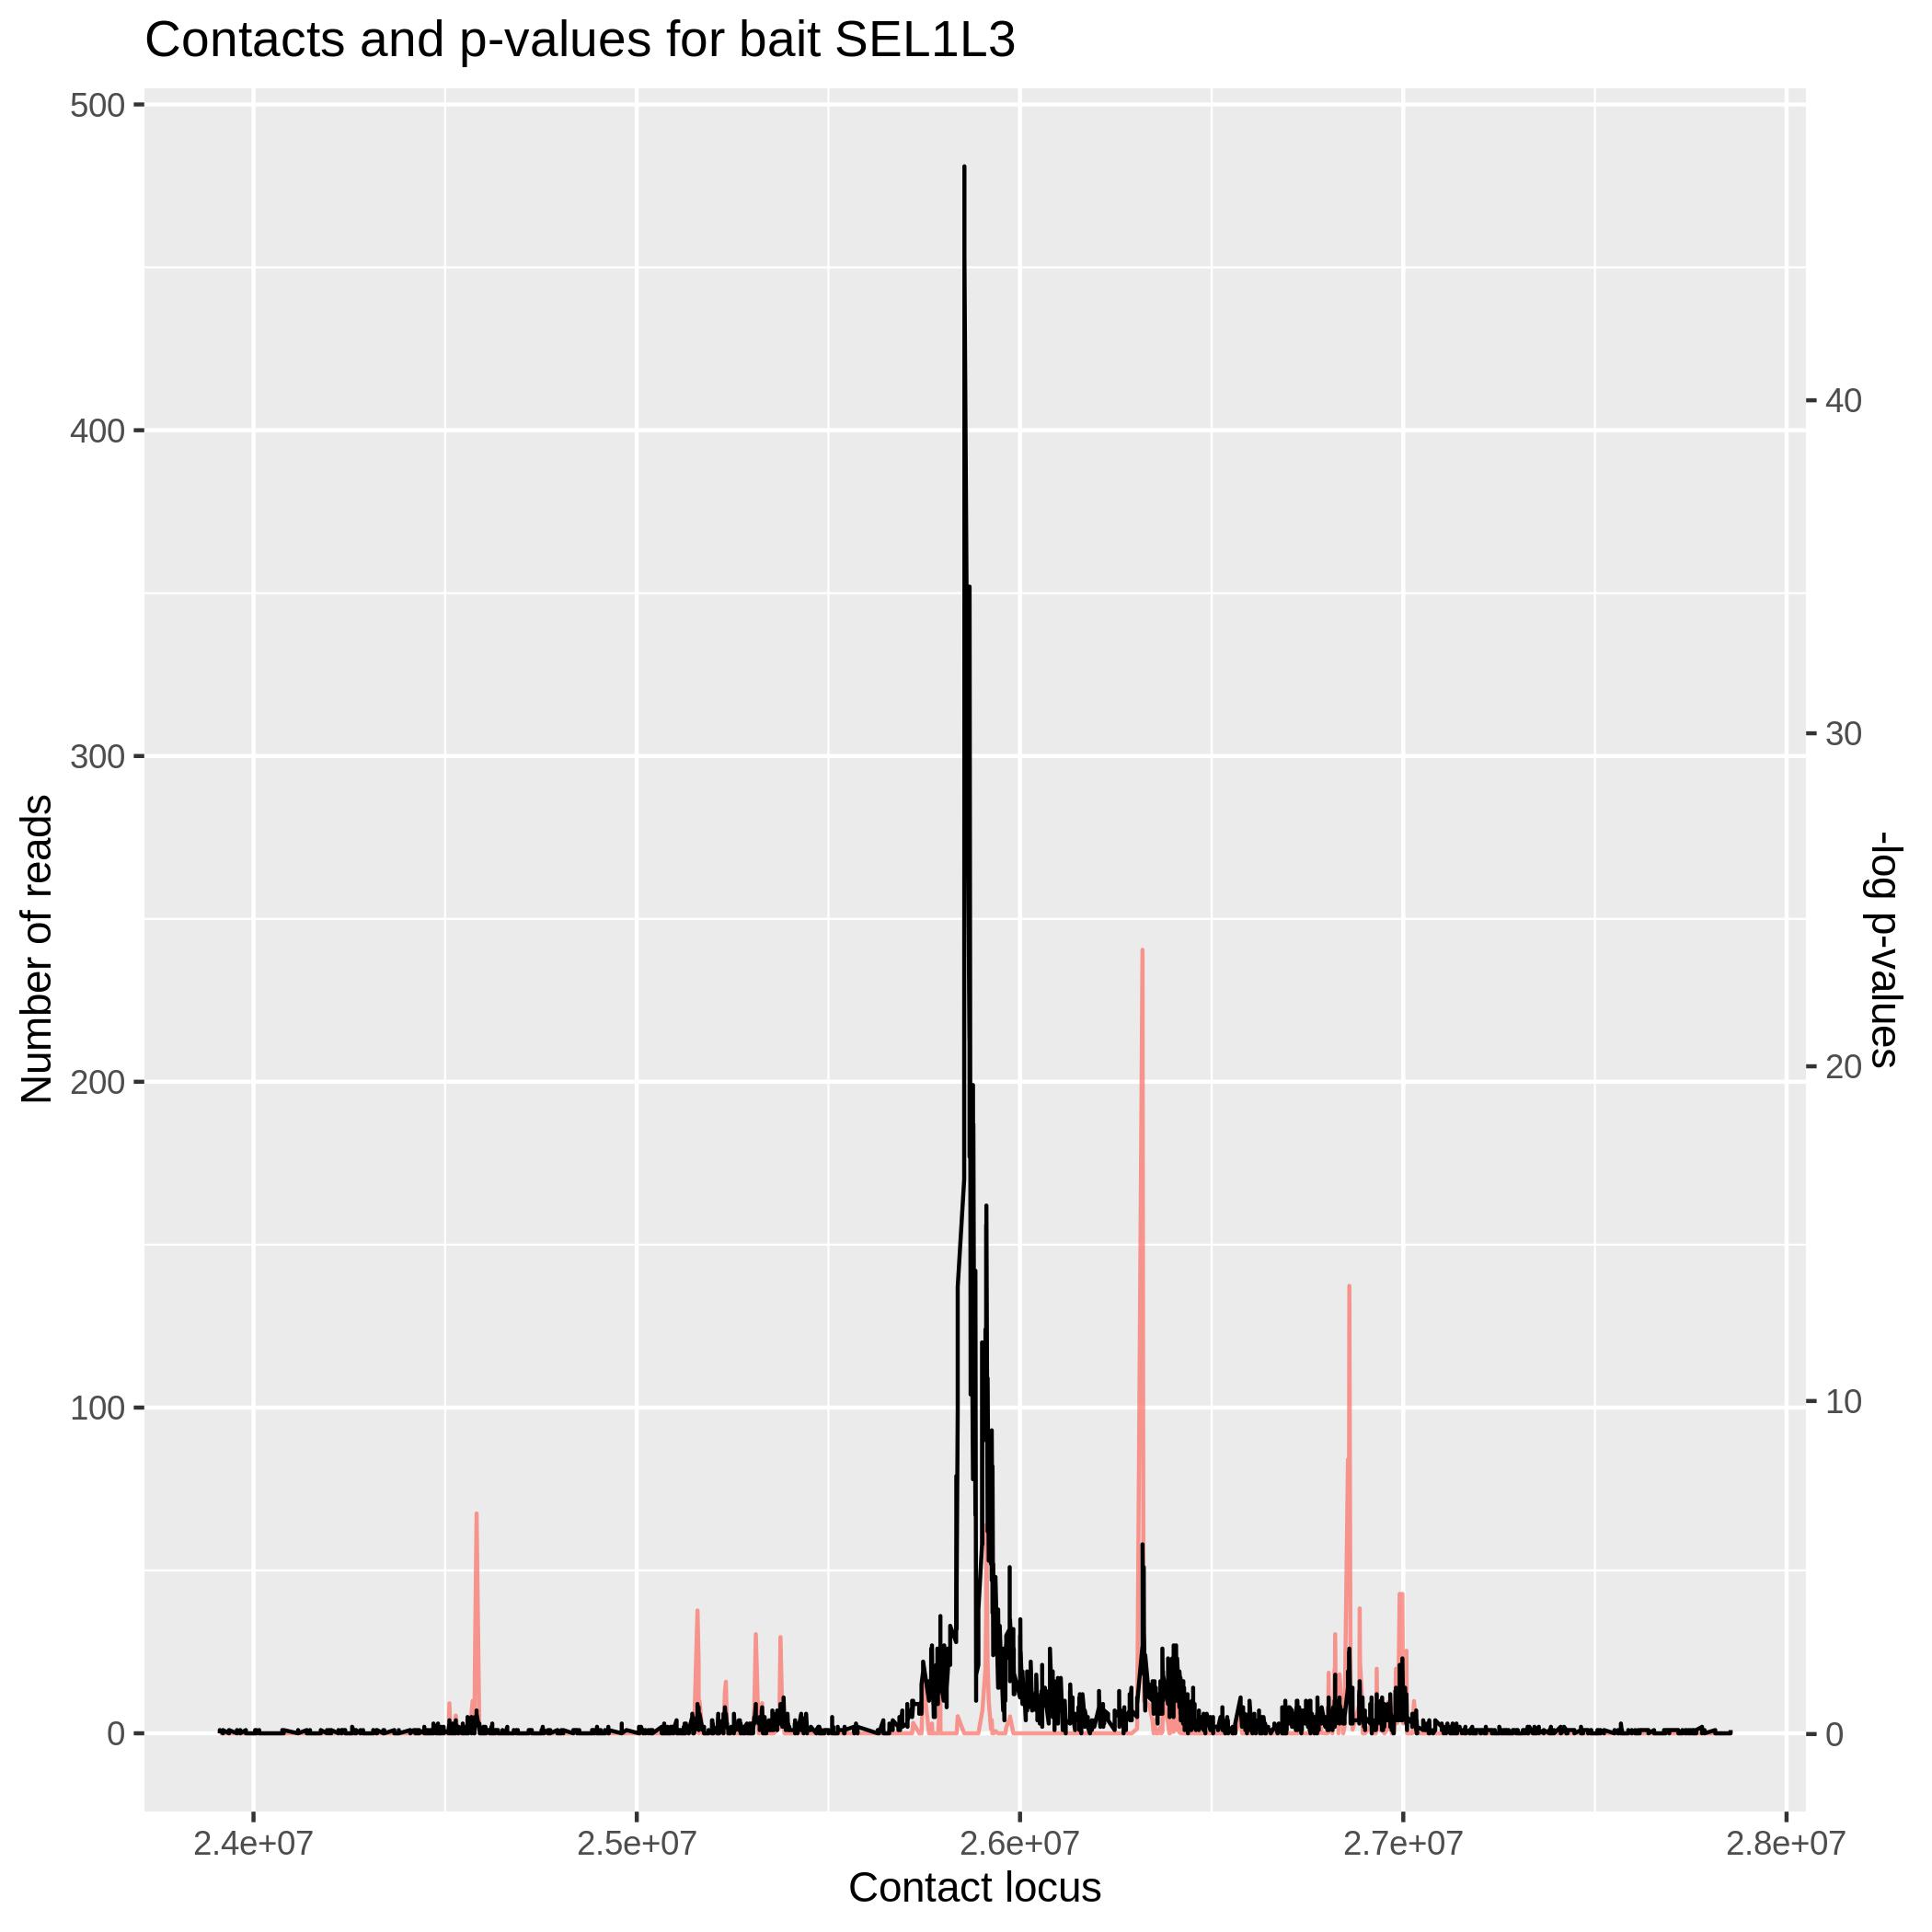 Contacts and p-values for bait SEL1L3
500
400
300
200
100
0
Number of reads
40
30
20
10
0
-log p-values
2.4e+07
2.5e+07
2.6e+07
2.7e+07
2.8e+07
Contact locus